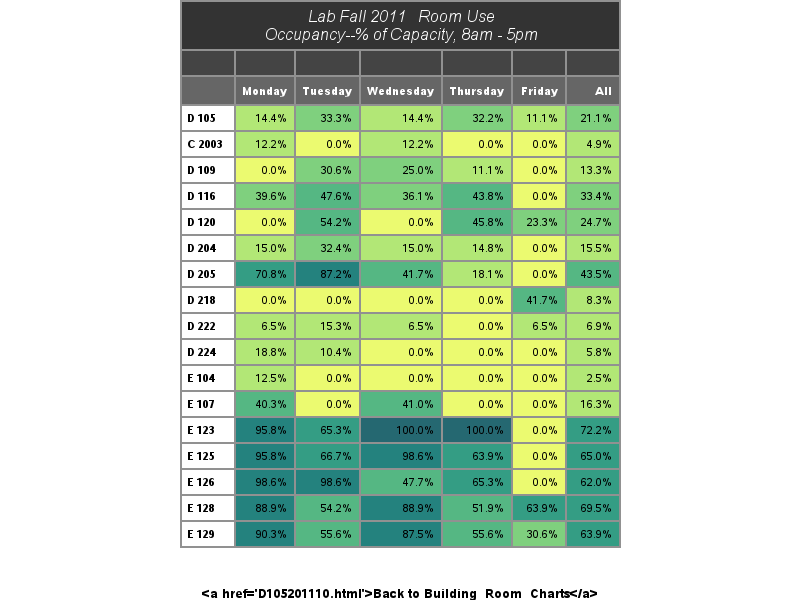 Lab Fall 2011 Room Use
Occupancy--% of Capacity, 8am - 5pm
Monday Tuesday Wednesday Thursday Friday All
D 105 14.4% 33.3% 14.4% 32.2% 11.1% 21.1%
C 2003 12.2% 0.0% 12.2% 0.0% 0.0% 4.9%
D 109 0.0% 30.6% 25.0% 11.1% 0.0% 13.3%
D 116 39.6% 47.6% 36.1% 43.8% 0.0% 33.4%
D 120 0.0% 54.2% 0.0% 45.8% 23.3% 24.7%
D 204 15.0% 32.4% 15.0% 14.8% 0.0% 15.5%
D 205 70.8% 87.2% 41.7% 18.1% 0.0% 43.5%
D 218 0.0% 0.0% 0.0% 0.0% 41.7% 8.3%
D 222 6.5% 15.3% 6.5% 0.0% 6.5% 6.9%
D 224 18.8% 10.4% 0.0% 0.0% 0.0% 5.8%
E 104 12.5% 0.0% 0.0% 0.0% 0.0% 2.5%
E 107 40.3% 0.0% 41.0% 0.0% 0.0% 16.3%
E 123 95.8% 65.3% 100.0% 100.0% 0.0% 72.2%
E 125 95.8% 66.7% 98.6% 63.9% 0.0% 65.0%
E 126 98.6% 98.6% 47.7% 65.3% 0.0% 62.0%
E 128 88.9% 54.2% 88.9% 51.9% 63.9% 69.5%
E 129 90.3% 55.6% 87.5% 55.6% 30.6% 63.9%
<a href='D105201110.html'>Back to Building Room Charts</a>